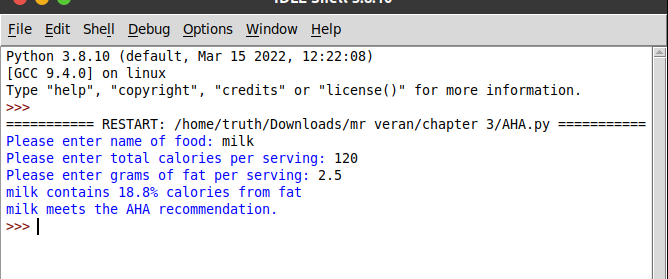 IDLE Shell 3.8.10
File Edit Shell Debug Options Window Help
Python 3.8.10 (default, Mar 15 2022, 12:22:08)
[GCC 9.4.0] on linux
Type "help", "copyright", "credits" or "license()" for more information.
>>>
=========== RESTART: /home/truth/Downloads/mr veran/chapter 3/AHA.py ===========
Please enter name of food: milk
Please enter total calories per serving: 120
Please enter grams of fat per serving: 2.5
milk contains 18.8% calories from fat
milk meets the AHA recommendation.
>>>